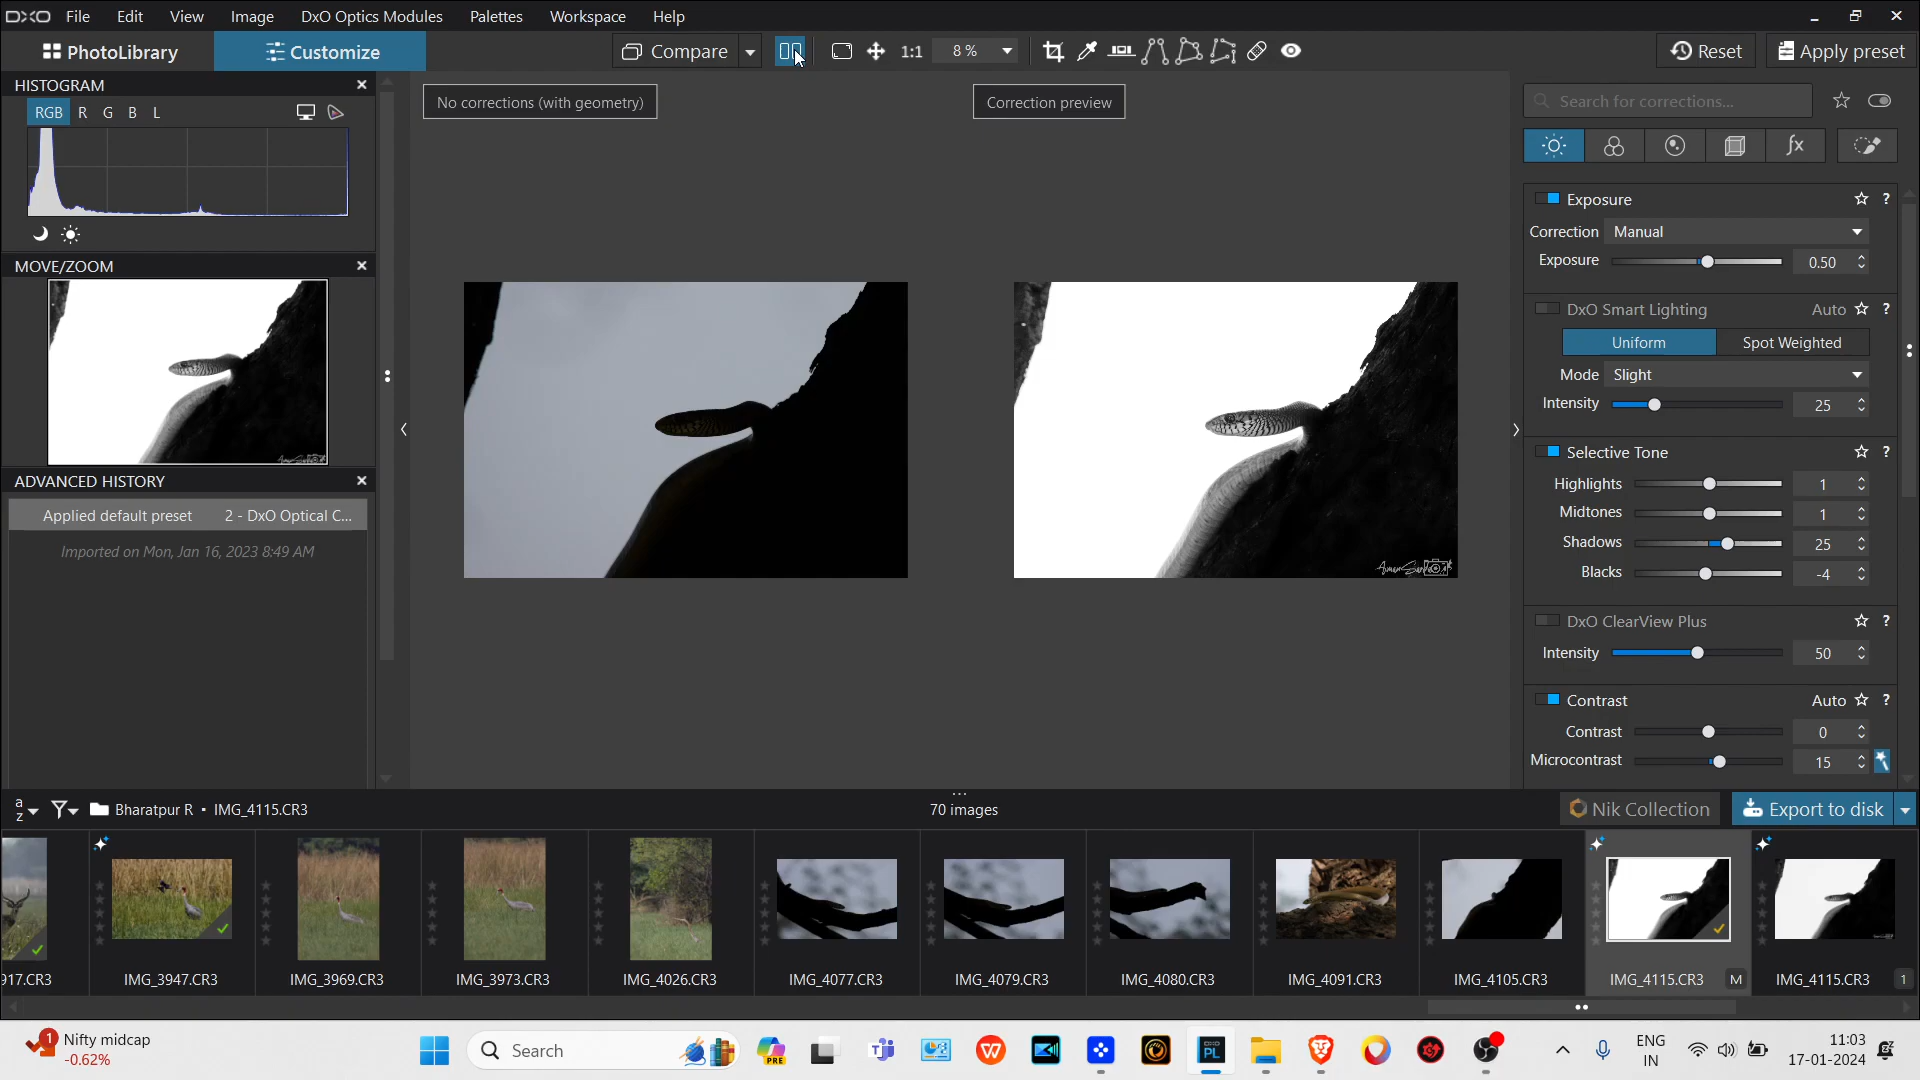 DXO File Edit View Image DxO Optics Modules Palettes Workspace Help
PhotoLibrary Customize Compare 1:1 8 % Reset Apply preset
HISTOGRAM
RGB R G B L
MOVE/ZOOM
ADVANCED HISTORY
Applied default preset 2 - DxO Optical C...
Imported on Mon, Jan 16, 2023 8:49 AM
No corrections (with geometry)
Correction preview
Search for corrections...
fx
Exposure ?
Correction Manual
Exposure 0.50
DxO Smart Lighting Auto ?
Uniform Spot Weighted
Mode Slight
Intensity 25
Selective Tone ?
Highlights 1
Midtones 1
Shadows 25
Blacks -4
DxO ClearView Plus ?
Intensity 50
Contrast Auto ?
Contrast 0
Microcontrast 15
a
z Bharatpur R • IMG_4115.CR3 70 images Nik Collection Export to disk
917.CR3 IMG_3947.CR3 IMG_3969.CR3 IMG_3973.CR3 IMG_4026.CR3 IMG_4077.CR3 IMG_4079.CR3 IMG_4080.CR3 IMG_4091.CR3 IMG_4105.CR3 IMG_4115.CR3 M IMG_4115.CR3 1
1 Nifty midcap
-0.62%
Search
PRE
DXO
PL
ENG
IN
11:03
17-01-2024